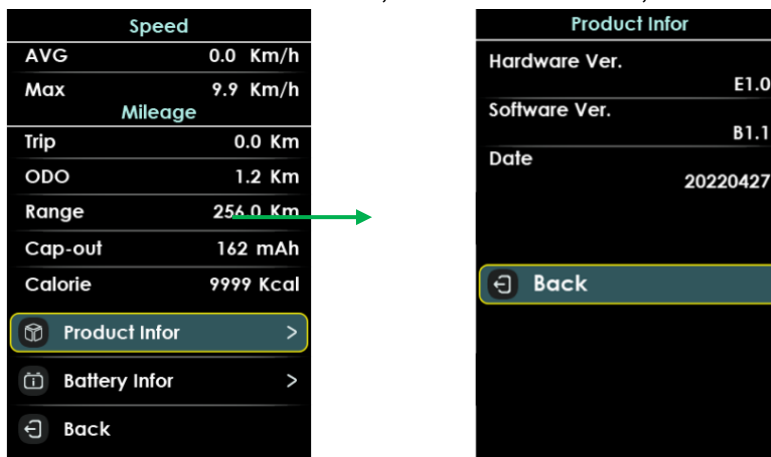 Speed
AVG 0.0 Km/h
Max 9.9 Km/h
Mileage
Trip 0.0 Km
ODO 1.2 Km
Range 256.0 Km
Cap-out 162 mAh
Calorie 9999 Kcal
Product Infor >
Battery Infor >
Back
Product Infor
Hardware Ver.
E1.0
Software Ver.
B1.1
Date
20220427
Back